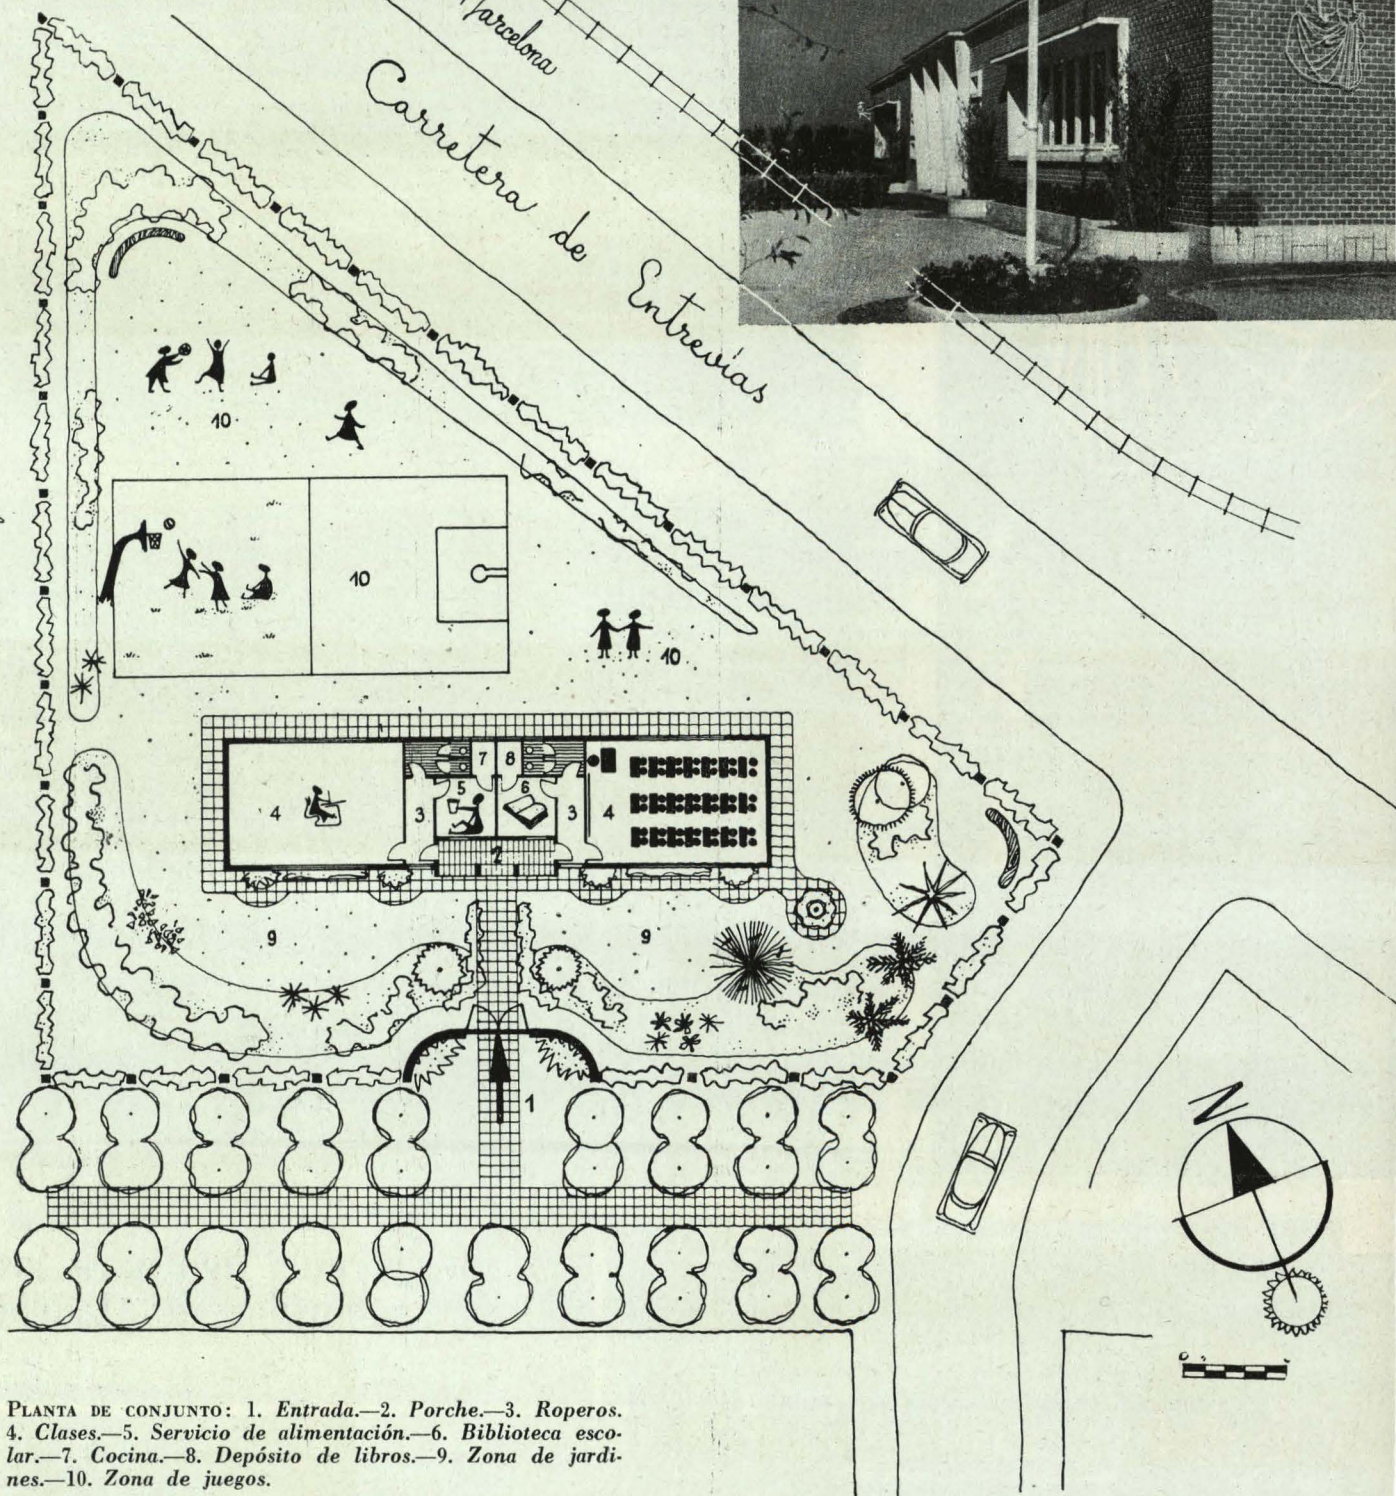 Barcelona
Carretera de Entrevías
10
10
10
7
8
5
6
4
3
3
4
2
9
9
1
N
PLANTA DE CONJUNTO: 1. Entrada.—2. Porche.—3. Roperos.
4. Clases.—5. Servicio de alimentación.—6. Biblioteca esco-
lar.—7. Cocina.—8. Depósito de libros.—9. Zona de jardi-
nes.—10. Zona de juegos.